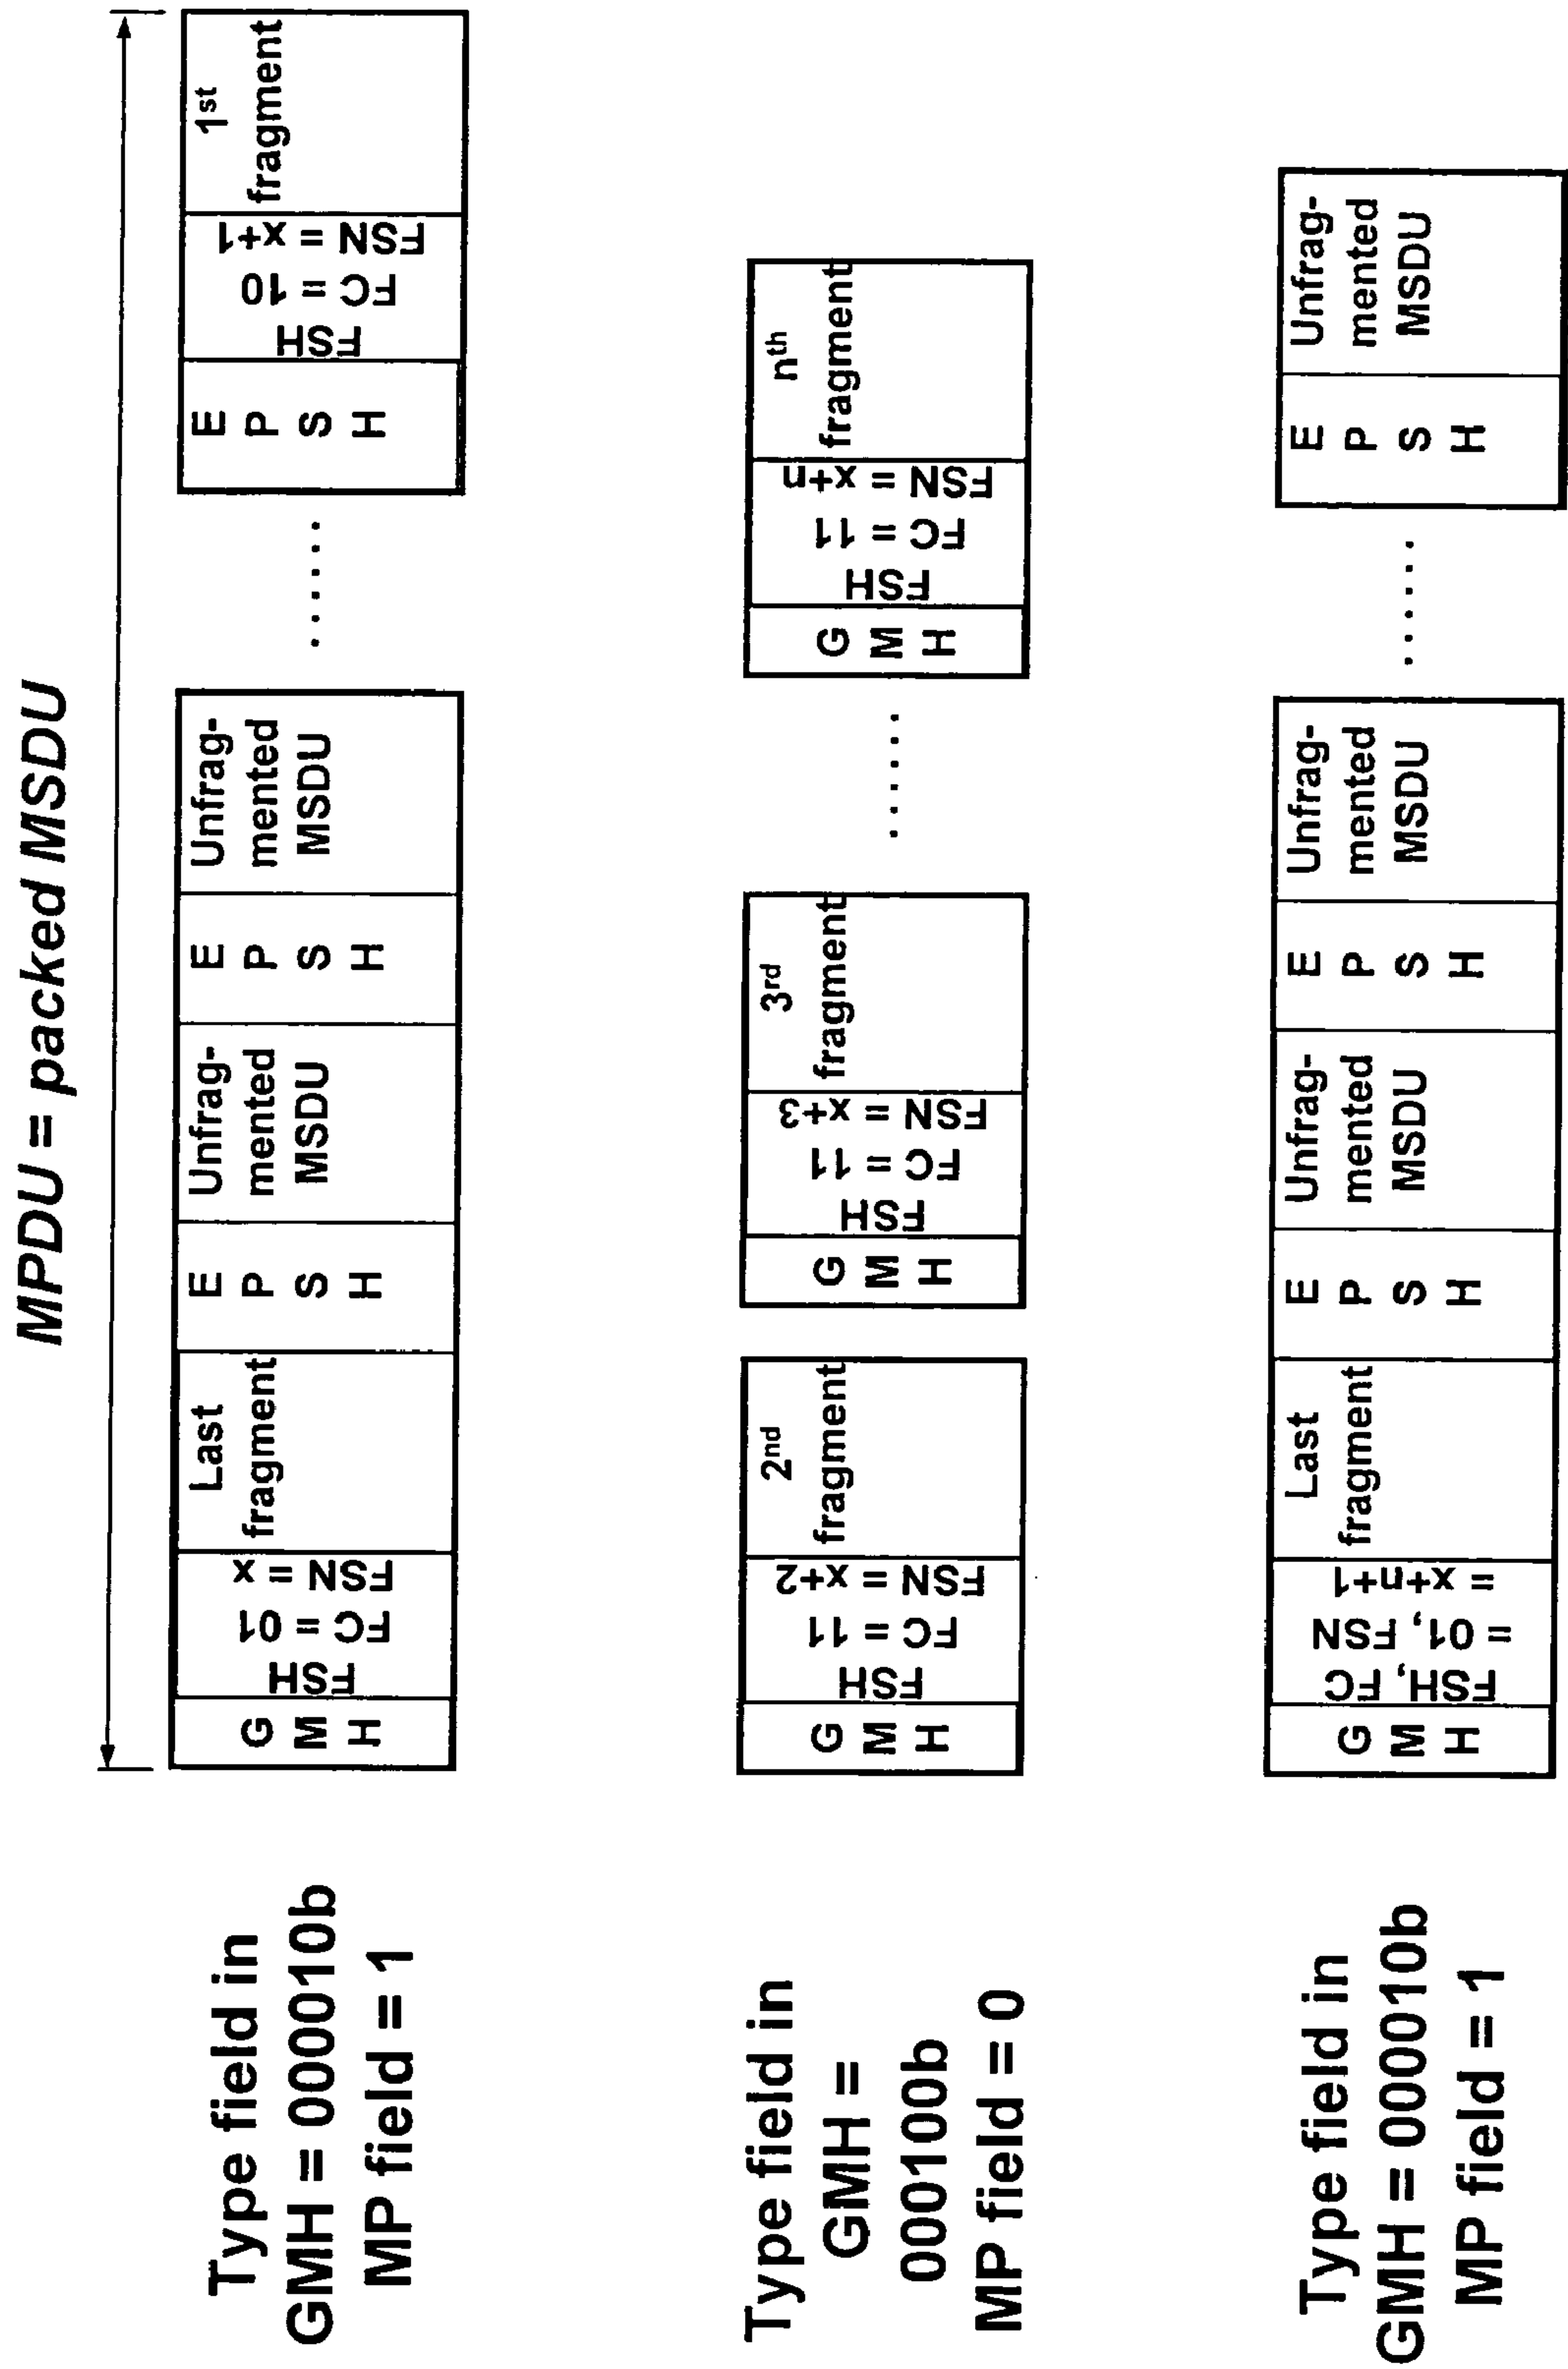 MPDU = packed MSDU
Type field in
GMH = 000010b
MP field = 1
G
M
H
FSH
FC = 01
FSN = x
Last
fragment
E
P
S
H
Unfrag-
mented
MSDU
E
P
S
H
Unfrag-
mented
MSDU
......
E
P
S
H
FSH
FC = 10
FSN = x+1
1st
fragment
Type field in
GMH =
000100b
MP field = 0
G
M
H
FSH
FC = 11
FSN = x+2
2nd
fragment
G
M
H
FSH
FC = 11
FSN = x+3
3rd
fragment
......
G
M
H
FSH
FC = 11
FSN = x+n
nth
fragment
Type field in
GMH = 000010b
MP field = 1
G
M
H
FSH, FC
= 01, FSN
= x+n+1
Last
fragment
E
P
S
H
Unfrag-
mented
MSDU
E
P
S
H
Unfrag-
mented
MSDU
......
E
P
S
H
Unfrag-
mented
MSDU